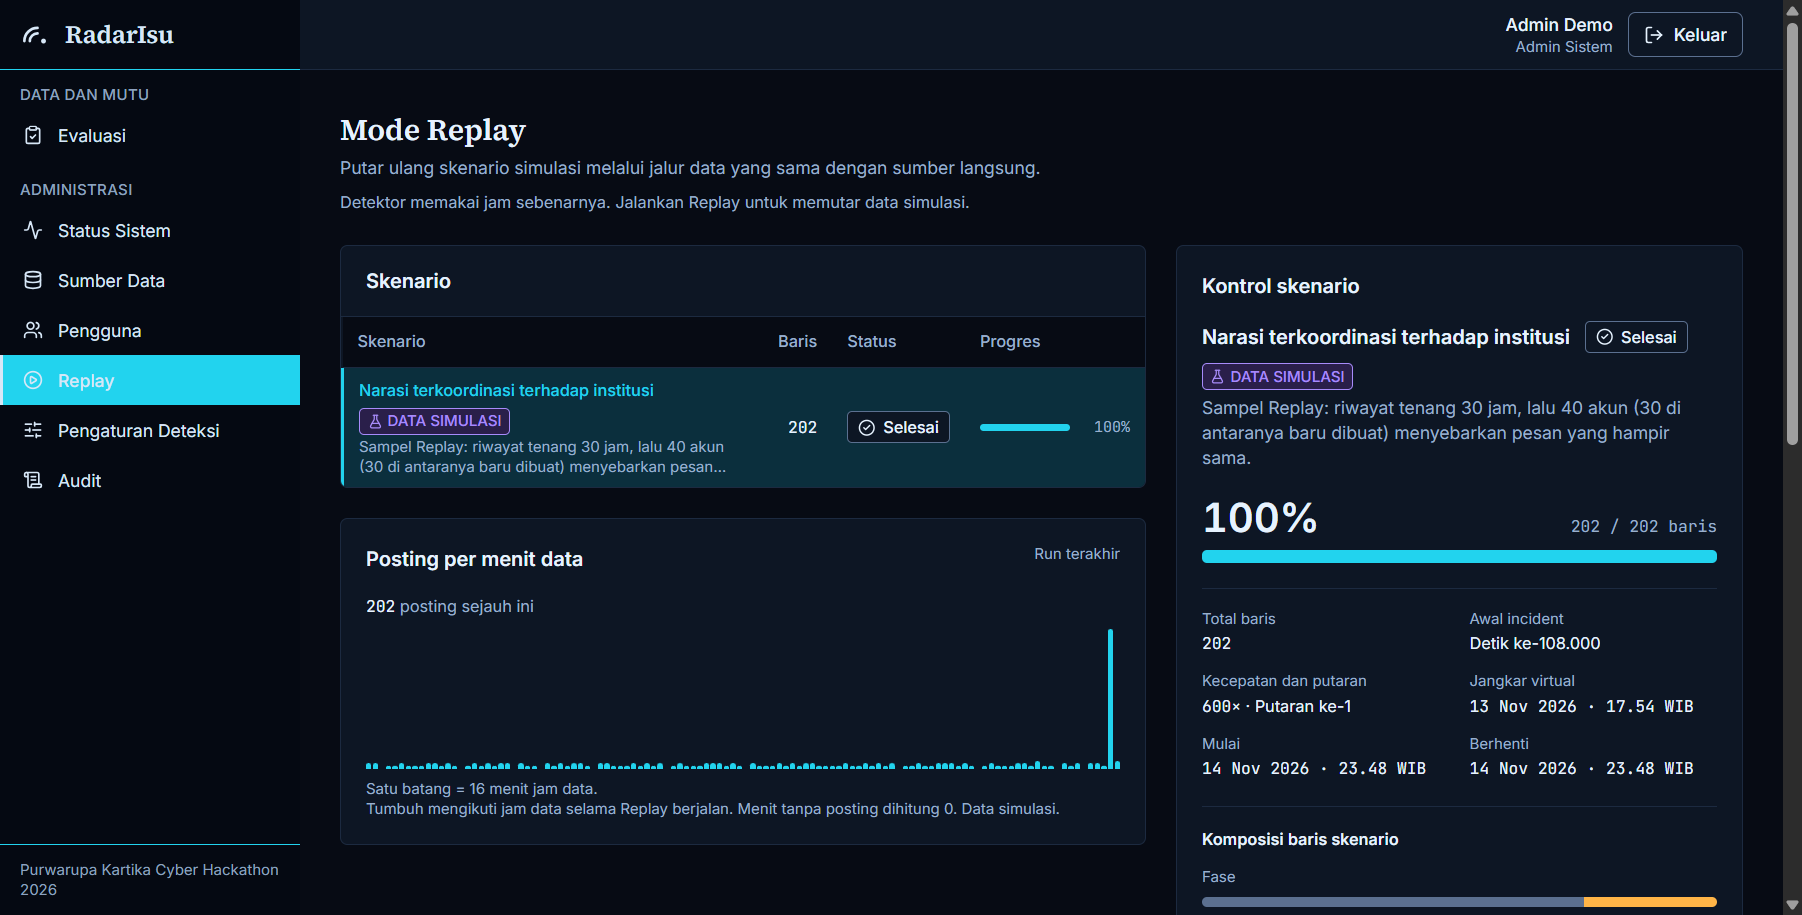 RadarIsu
Admin Demo
Admin Sistem
Keluar
DATA DAN MUTU
Evaluasi
ADMINISTRASI
Status Sistem
Sumber Data
Pengguna
Replay
Pengaturan Deteksi
Audit
Purwarupa Kartika Cyber Hackathon
2026
Mode Replay
Putar ulang skenario simulasi melalui jalur data yang sama dengan sumber langsung.
Detektor memakai jam sebenarnya. Jalankan Replay untuk memutar data simulasi.
Skenario
Skenario Baris Status Progres
Narasi terkoordinasi terhadap institusi
DATA SIMULASI
Sampel Replay: riwayat tenang 30 jam, lalu 40 akun
(30 di antaranya baru dibuat) menyebarkan pesan...
202 Selesai 100%
Posting per menit data
Run terakhir
202 posting sejauh ini
Satu batang = 16 menit jam data.
Tumbuh mengikuti jam data selama Replay berjalan. Menit tanpa posting dihitung 0. Data simulasi.
Kontrol skenario
Narasi terkoordinasi terhadap institusi Selesai
DATA SIMULASI
Sampel Replay: riwayat tenang 30 jam, lalu 40 akun (30 di
antaranya baru dibuat) menyebarkan pesan yang hampir
sama.
100% 202 / 202 baris
Total baris Awal incident
202 Detik ke-108.000
Kecepatan dan putaran Jangkar virtual
600× · Putaran ke-1 13 Nov 2026 · 17.54 WIB
Mulai Berhenti
14 Nov 2026 · 23.48 WIB 14 Nov 2026 · 23.48 WIB
Komposisi baris skenario
Fase